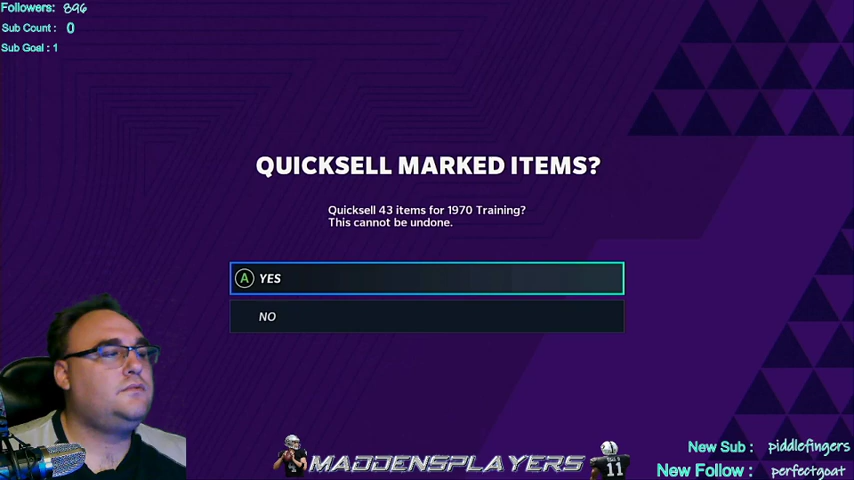 Followers: 896
Sub Count : 0
Sub Goal : 1
QUICKSELL MARKED ITEMS?
Quicksell 43 items for 1970 Training?
This cannot be undone.
A YES
NO
MADDENSPLAYERS
11
New Sub : piddlefingers
New Follow : perfectgoat